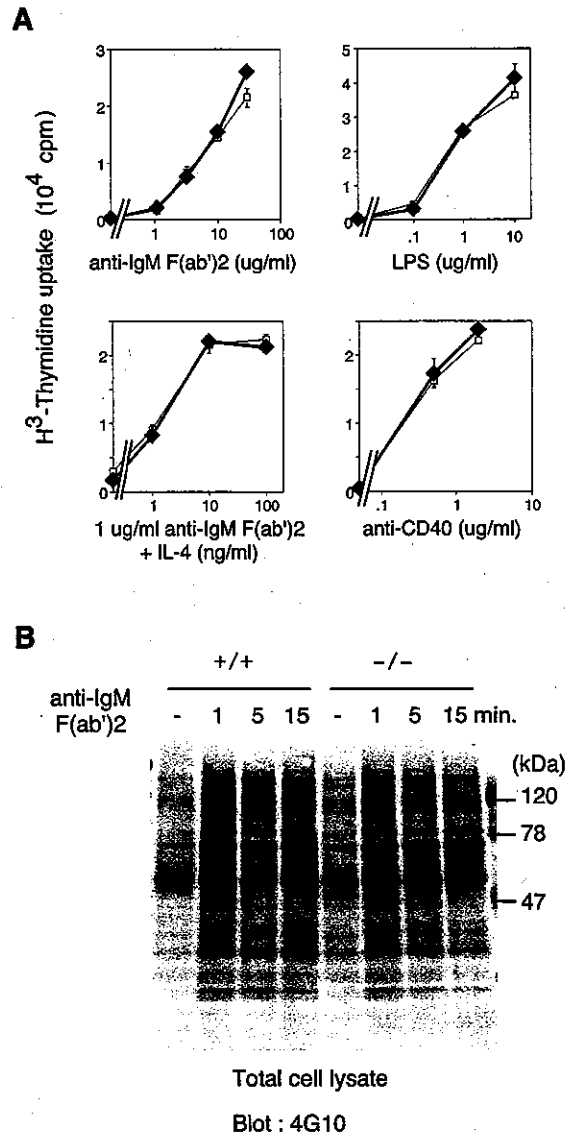 A
H³-Thymidine uptake (10⁴ cpm)
3
2
1
0
1 10 100
anti-IgM F(ab')2 (ug/ml)
5
4
3
2
1
0
.1 1 10
LPS (ug/ml)
2
1
0
1 10 100
1 ug/ml anti-IgM F(ab')2
+ IL-4 (ng/ml)
2
1
0
.1 1 10
anti-CD40 (ug/ml)
B
+/+ -/-
anti-IgM
F(ab')2
- 1 5 15 - 1 5 15 min.
(kDa)
120
78
47
Total cell lysate
Blot : 4G10